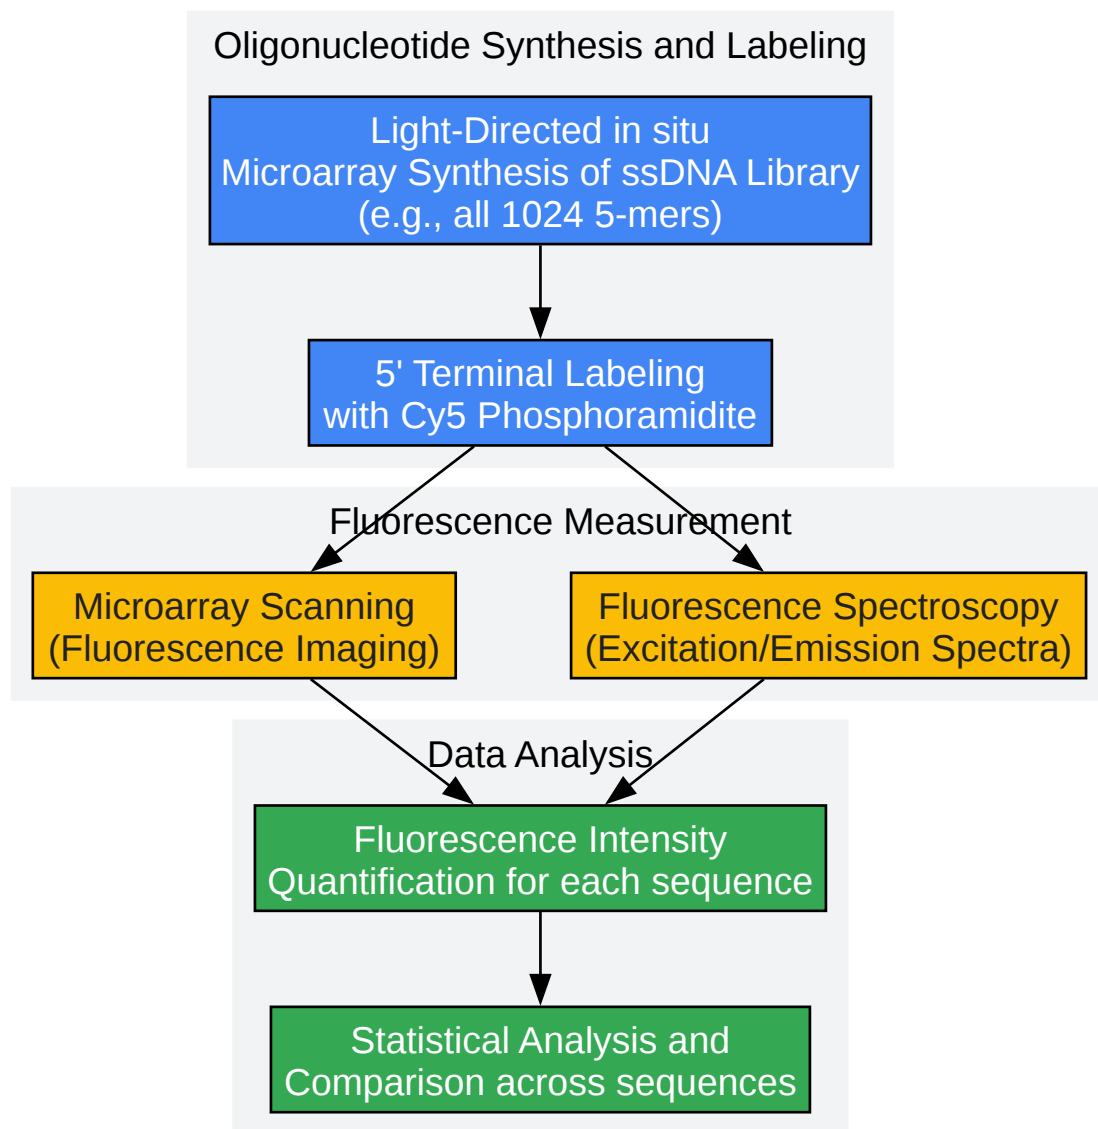 Oligonucleotide Synthesis and Labeling
Light-Directed in situ
Microarray Synthesis of ssDNA Library
(e.g., all 1024 5-mers)
5' Terminal Labeling
with Cy5 Phosphoramidite
Fluorescence Measurement
Microarray Scanning
(Fluorescence Imaging)
Fluorescence Spectroscopy
(Excitation/Emission Spectra)
Data Analysis
Fluorescence Intensity
Quantification for each sequence
Statistical Analysis and
Comparison across sequences